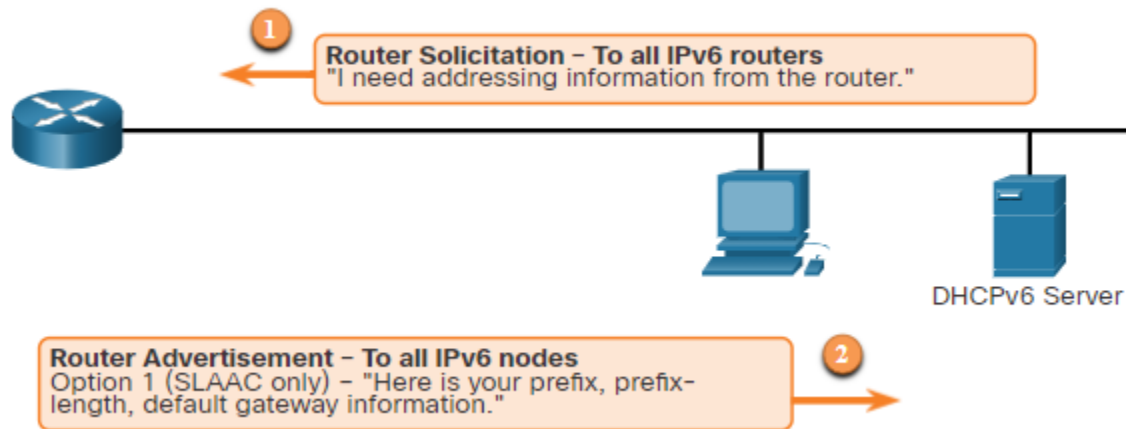 1
Router Solicitation – To all IPv6 routers
"I need addressing information from the router."
DHCPv6 Server
Router Advertisement – To all IPv6 nodes
Option 1 (SLAAC only) – "Here is your prefix, prefix-
length, default gateway information."
2